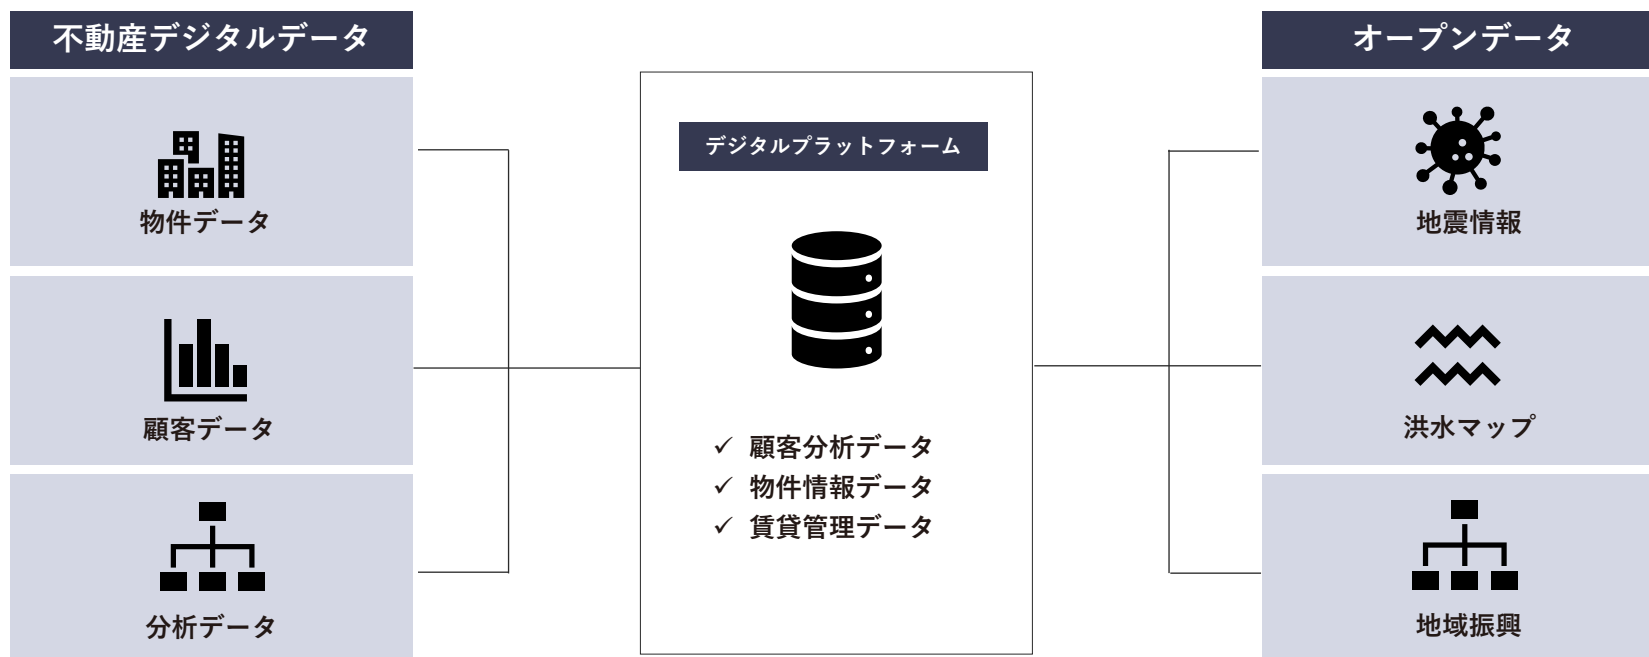 不動産デジタルデータ
物件データ
顧客データ
分析データ
デジタルプラットフォーム
✓ 顧客分析データ
✓ 物件情報データ
✓ 賃貸管理データ
オープンデータ
地震情報
洪水マップ
地域振興